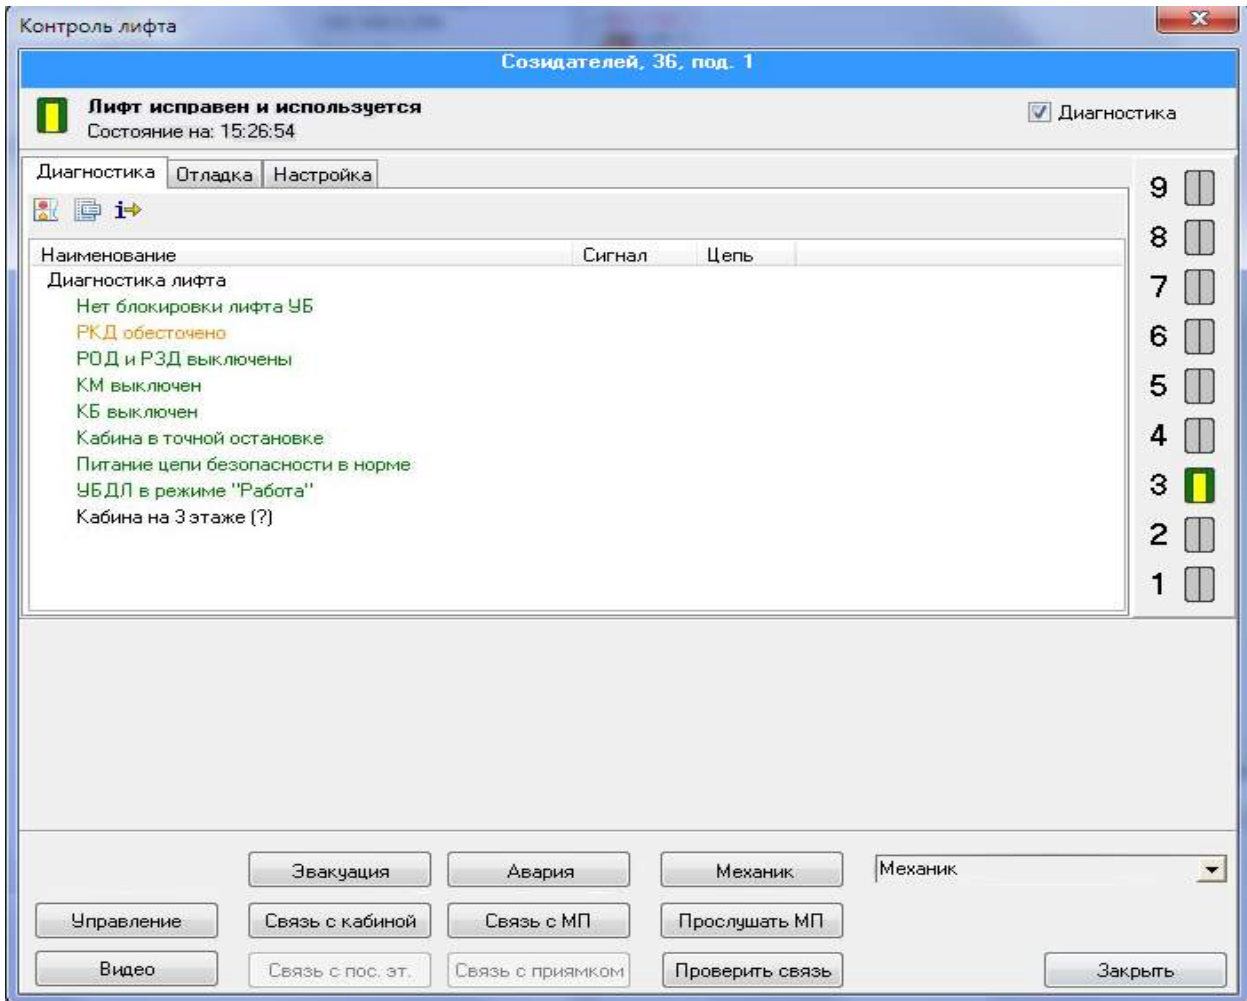 Контроль лифта
Созидателей, 36, под. 1
Лифт исправен и используется
Состояние на: 15:26:54
Диагностика
Диагностика Отладка Настройка
i
Наименование Сигнал Цепь
Диагностика лифта
Нет блокировки лифта УБ
РКД обесточено
РОД и РЗД выключены
КМ выключен
КБ выключен
Кабина в точной остановке
Питание цепи безопасности в норме
УБДЛ в режиме "Работа"
Кабина на 3 этаже (?)
9
8
7
6
5
4
3
2
1
Эвакуация Авария Механик Механик
Управление Связь с кабиной Связь с МП Прослушать МП
Видео Связь с пос. эт. Связь с приямком Проверить связь Закрыть